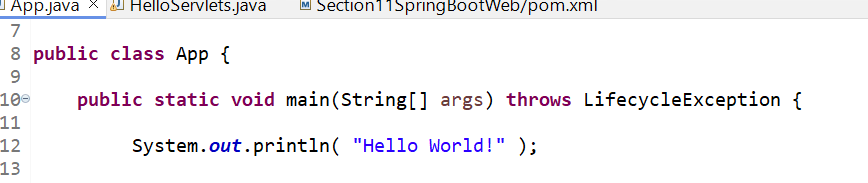 App.java × HelloServlets.java Section11SpringBootWeb/pom.xml
7
8 public class App {
9
10 public static void main(String[] args) throws LifecycleException {
11
12 System.out.println( "Hello World!" );
13